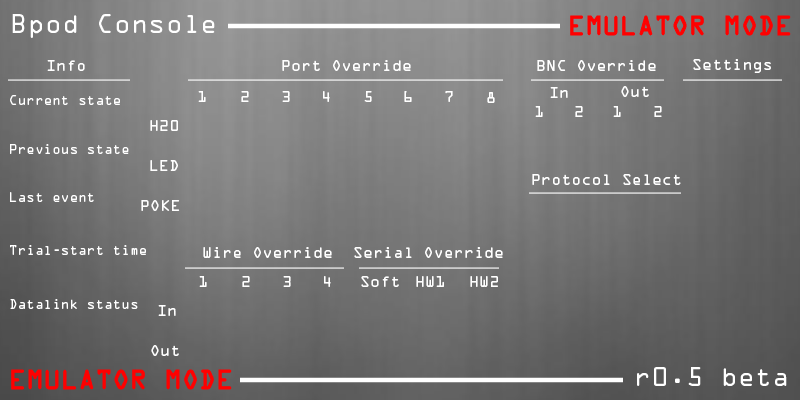 Bpod Console EMULATOR MODE
Info Port Override BNC Override Settings
Current state 1 2 3 4 5 6 7 8 In Out
1 2 1 2
H2O
Previous state
LED
Protocol Select
Last event
POKE
Trial-start time Wire Override Serial Override
1 2 3 4 Soft HW1 HW2
Datalink status
In
Out
EMULATOR MODE r0.5 beta